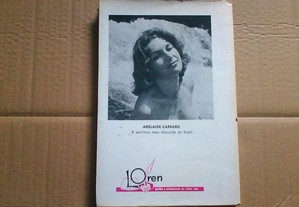 ADELAIDE CARRARO
A escritora mais discutida do Brasil
Loren